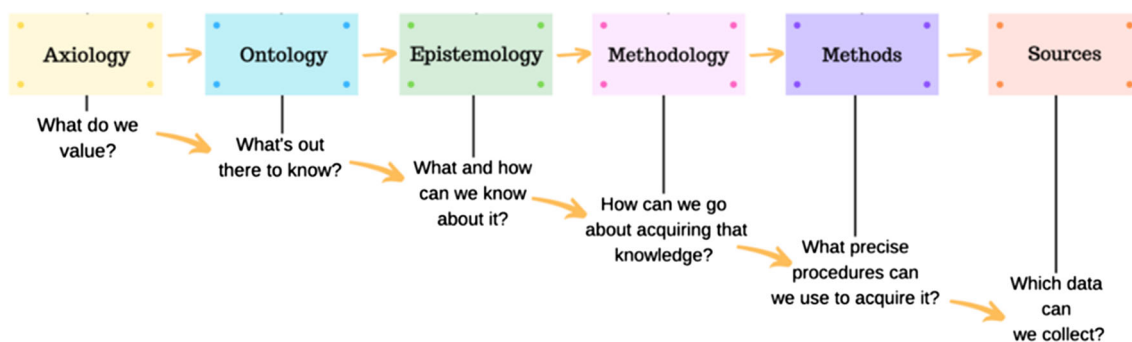 Axiology
Ontology
Epistemology
Methodology
Methods
Sources
What do we
value?
What's out
there to know?
What and how
can we know
about it?
How can we go
about acquiring that
knowledge?
What precise
procedures can
we use to acquire it?
Which data
can
we collect?